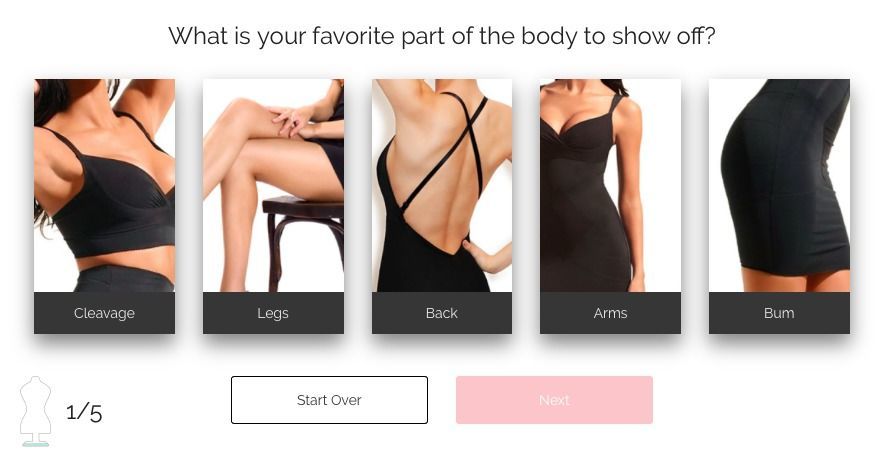 What is your favorite part of the body to show off?
Cleavage
Legs
Back
Arms
Bum
1/5
Start Over
Next